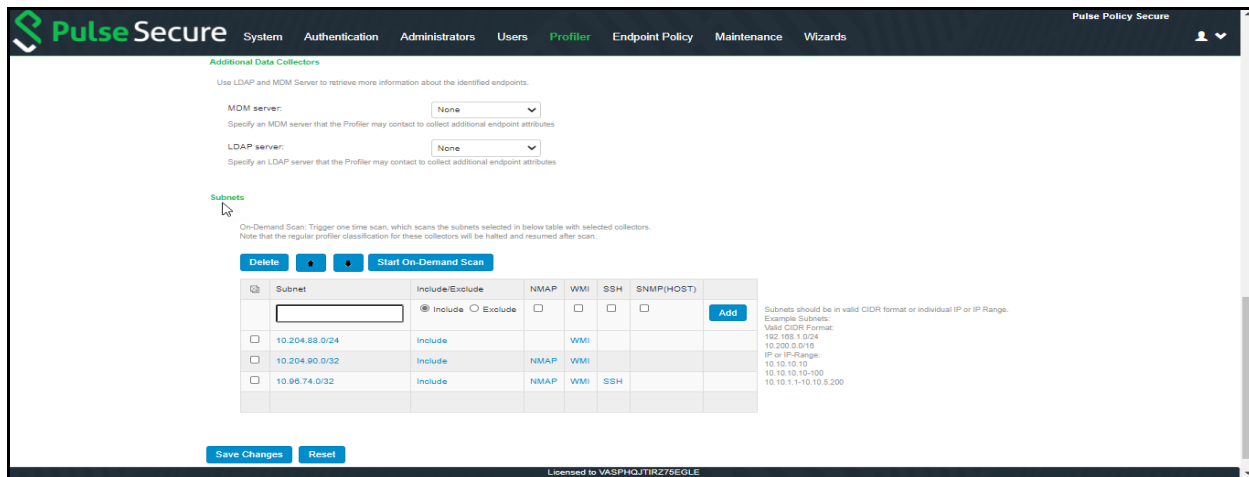 Pulse Policy Secure
Pulse Secure System Authentication Administrators Users Profiler Endpoint Policy Maintenance Wizards
Additional Data Collectors
Use LDAP and MDM Server to retrieve more information about the identified endpoints.
MDM server: None
Specify an MDM server that the Profiler may contact to collect additional endpoint attributes
LDAP server: None
Specify an LDAP server that the Profiler may contact to collect additional endpoint attributes
Subnets
On-Demand Scan: Trigger one time scan, which scans the subnets selected in below table with selected collectors.
Note that the regular profiler classification for these collectors will be halted and resumed after scan.
Delete Start On-Demand Scan
Subnet Include/Exclude NMAP WMI SSH SNMP(HOST)
Include Exclude Add
10.204.88.0/24 Include WMI
10.204.90.0/32 Include NMAP WMI
10.96.74.0/32 Include NMAP WMI SSH
Subnets should be in valid CIDR format or individual IP or IP Range.
Example Subnets:
Valid CIDR Format:
192.168.1.0/24
10.200.0.0/16
IP or IP-Range:
10.10.10.10
10.10.10.10-100
10.10.1.1-10.10.5.200
Save Changes Reset
Licensed to VASPHQJTIRZ75EGLE